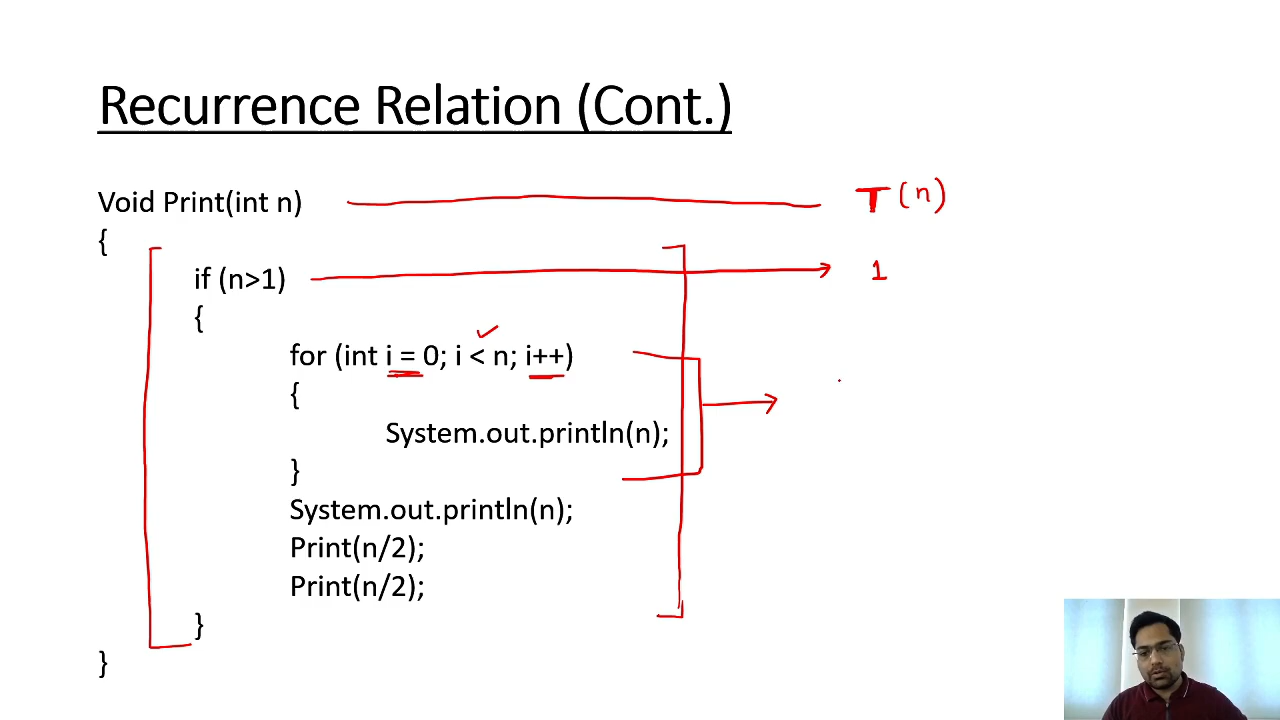 Recurrence Relation (Cont.)
Void Print(int n) T(n)
{
if (n>1) 1
{
for (int i = 0; i < n; i++)
{
System.out.println(n);
}
System.out.println(n);
Print(n/2);
Print(n/2);
}
}